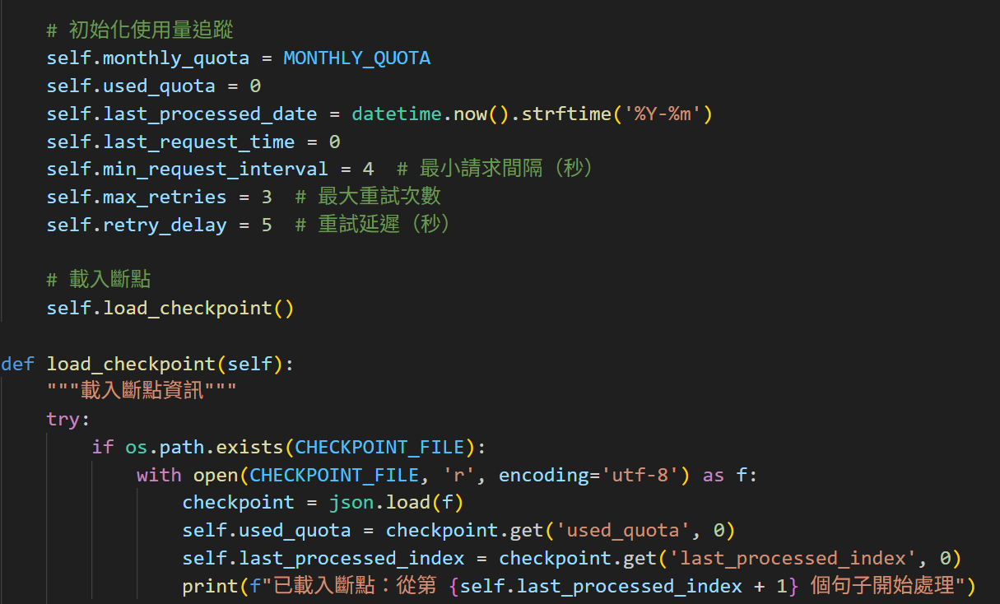 # 初始化使用量追蹤
self.monthly_quota = MONTHLY_QUOTA
self.used_quota = 0
self.last_processed_date = datetime.now().strftime('%Y-%m')
self.last_request_time = 0
self.min_request_interval = 4  # 最小請求間隔（秒）
self.max_retries = 3  # 最大重試次數
self.retry_delay = 5  # 重試延遲（秒）
# 載入斷點
self.load_checkpoint()
def load_checkpoint(self):
"""載入斷點資訊"""
try:
if os.path.exists(CHECKPOINT_FILE):
with open(CHECKPOINT_FILE, 'r', encoding='utf-8') as f:
checkpoint = json.load(f)
self.used_quota = checkpoint.get('used_quota', 0)
self.last_processed_index = checkpoint.get('last_processed_index', 0)
print(f"已載入斷點：從第 {self.last_processed_index + 1} 個句子開始處理")